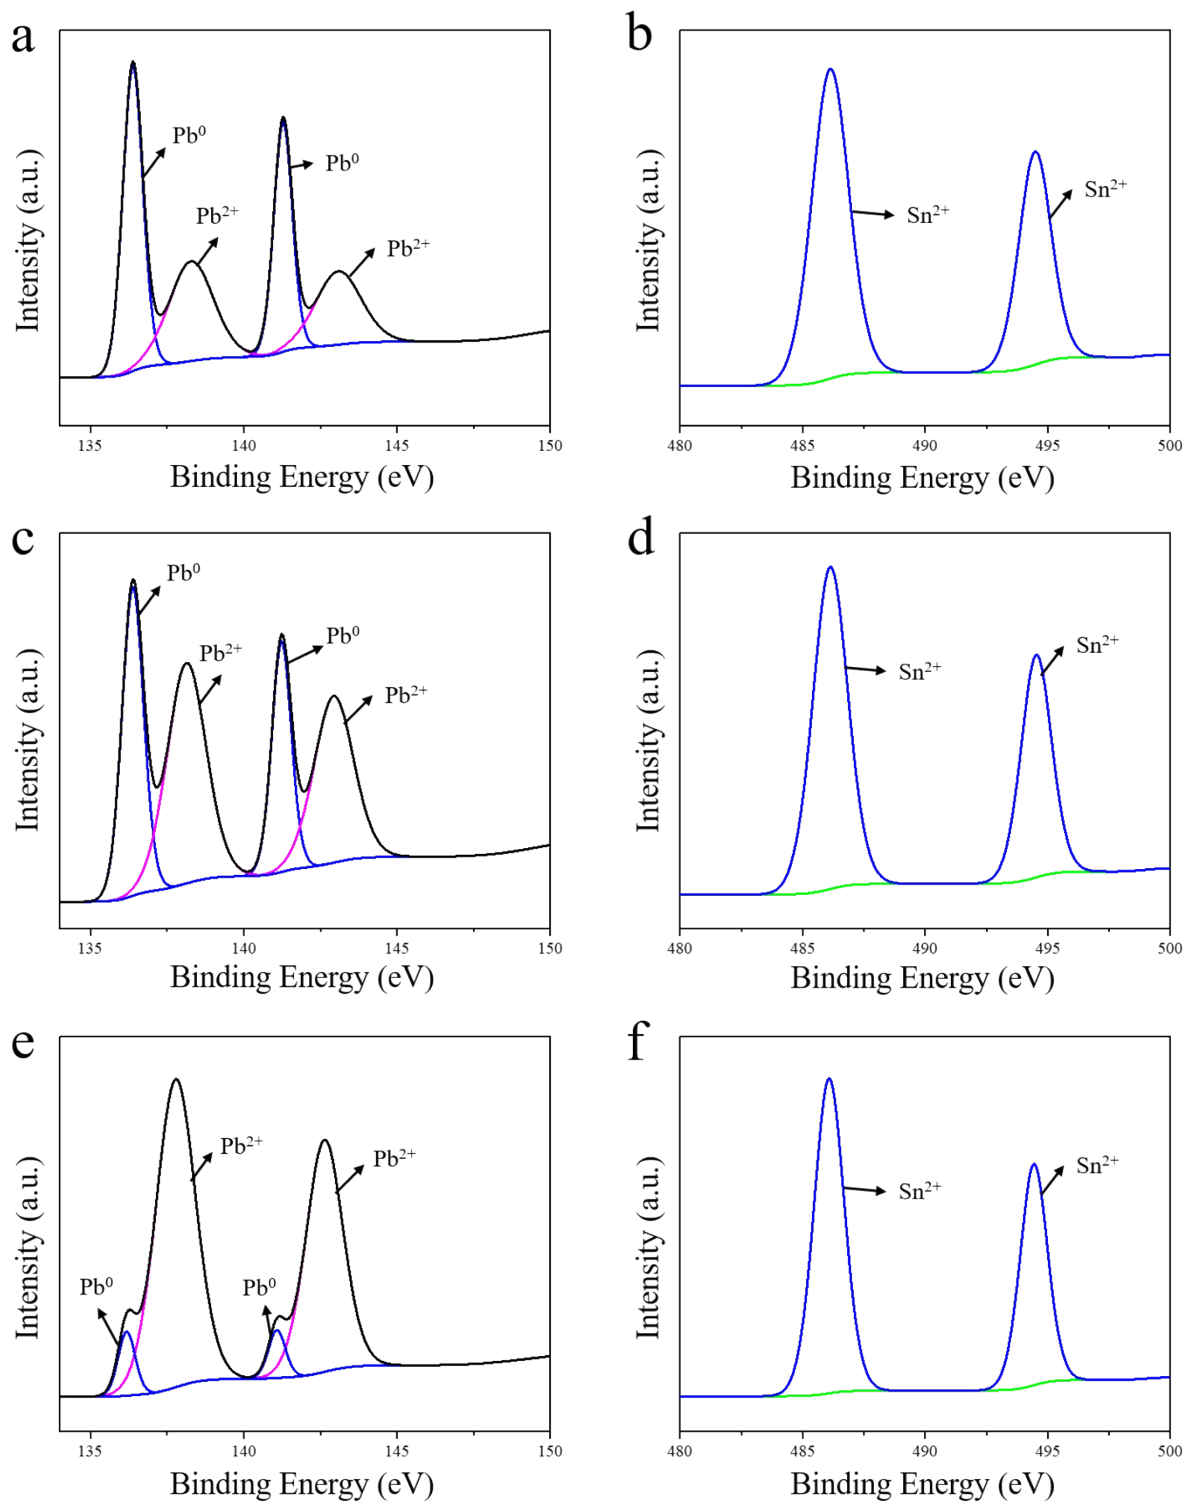 a
Pb⁰
Pb⁰
Pb²⁺
Pb²⁺
Intensity (a.u.)
135 140 145 150
Binding Energy (eV)
b
Sn²⁺
Sn²⁺
Intensity (a.u.)
480 485 490 495 500
Binding Energy (eV)
c
Pb⁰
Pb⁰
Pb²⁺
Pb²⁺
Intensity (a.u.)
135 140 145 150
Binding Energy (eV)
d
Sn²⁺
Sn²⁺
Intensity (a.u.)
480 485 490 495 500
Binding Energy (eV)
e
Pb²⁺
Pb²⁺
Pb⁰
Pb⁰
Intensity (a.u.)
135 140 145 150
Binding Energy (eV)
f
Sn²⁺
Sn²⁺
Intensity (a.u.)
480 485 490 495 500
Binding Energy (eV)